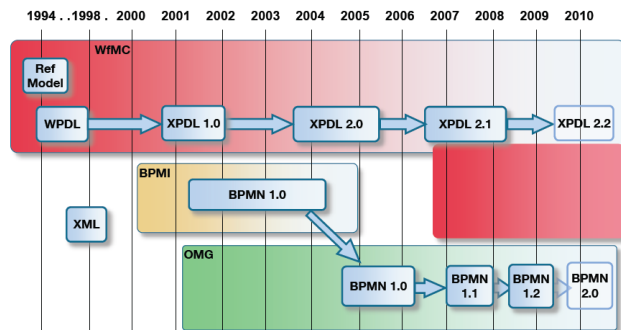 1994 . . 1998 . 2000 2001 2002 2003 2004 2005 2006 2007 2008 2009 2010
WfMC
Ref
Model
WPDL XPDL 1.0 XPDL 2.0 XPDL 2.1 XPDL 2.2
BPMI
BPMN 1.0
XML
OMG
BPMN 1.0
BPMN
1.1
BPMN
1.2
BPMN
2.0